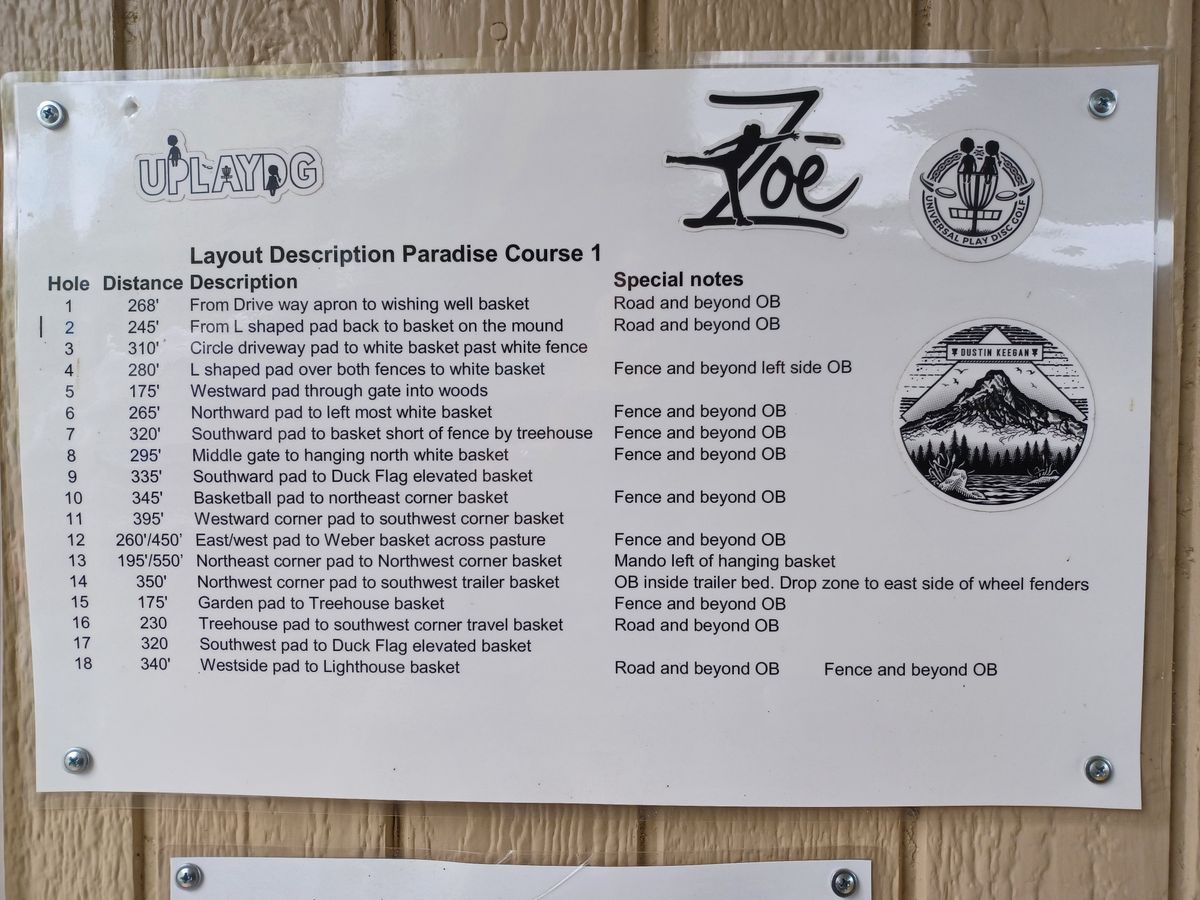 UPLAYDG
Zoe
UNIVERSAL PLAY DISC GOLF
Layout Description Paradise Course 1
Hole Distance Description Special notes
1 268' From Drive way apron to wishing well basket Road and beyond OB
2 245' From L shaped pad back to basket on the mound Road and beyond OB
3 310' Circle driveway pad to white basket past white fence
4 280' L shaped pad over both fences to white basket Fence and beyond left side OB
DUSTIN KEEGAN
5 175' Westward pad through gate into woods
6 265' Northward pad to left most white basket Fence and beyond OB
7 320' Southward pad to basket short of fence by treehouse Fence and beyond OB
8 295' Middle gate to hanging north white basket Fence and beyond OB
9 335' Southward pad to Duck Flag elevated basket
10 345' Basketball pad to northeast corner basket Fence and beyond OB
11 395' Westward corner pad to southwest corner basket
12 260'/450' East/west pad to Weber basket across pasture Fence and beyond OB
13 195'/550' Northeast corner pad to Northwest corner basket Mando left of hanging basket
14 350' Northwest corner pad to southwest trailer basket OB inside trailer bed. Drop zone to east side of wheel fenders
15 175' Garden pad to Treehouse basket Fence and beyond OB
16 230 Treehouse pad to southwest corner travel basket Road and beyond OB
17 320 Southwest pad to Duck Flag elevated basket
18 340' Westside pad to Lighthouse basket Road and beyond OB Fence and beyond OB